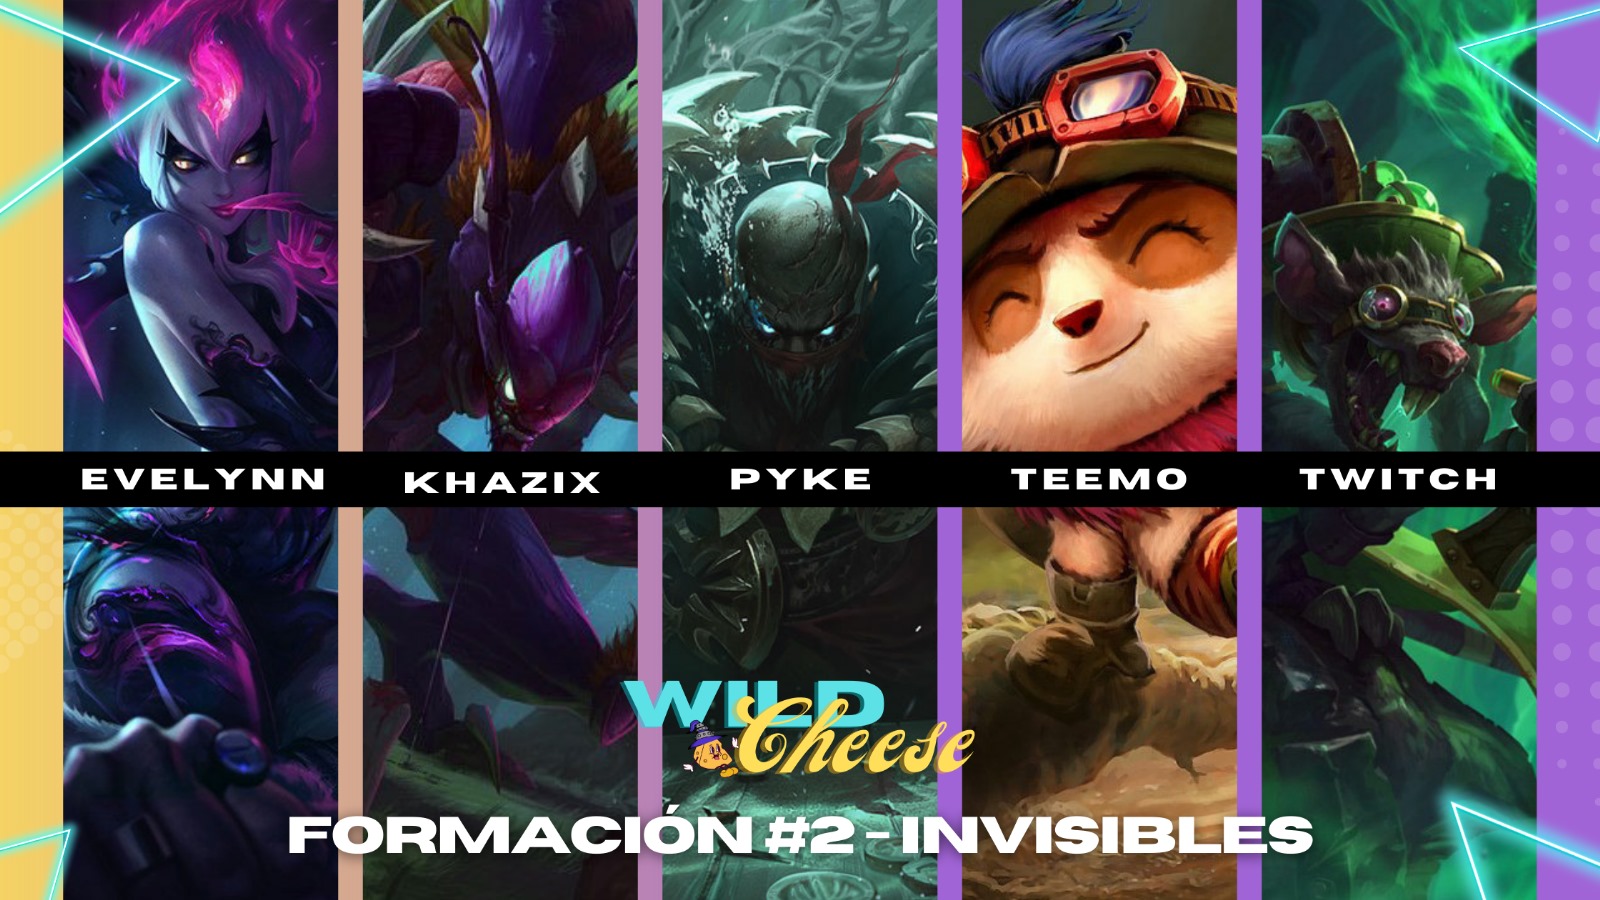 EVELYNN KHAZIX PYKE TEEMO TWITCH
WILD
Cheese
FORMACIÓN #2 - INVISIBLES